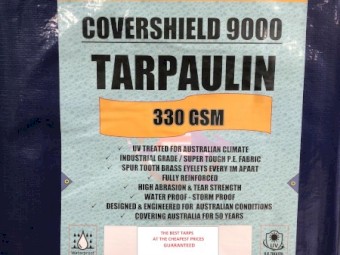 COVERSHIELD 9000
TARPAULIN
330 GSM
UV TREATED FOR AUSTRALIAN CLIMATE
INDUSTRIAL GRADE / SUPER TOUGH P.E. FABRIC
SPUR TOOTH BRASS EYELETS EVERY 1M APART
FULLY REINFORCED
HIGH ABRASION & TEAR STRENGTH
WATER PROOF - STORM PROOF
DESIGNED & ENGINEERED FOR AUSTRALIAN CONDITIONS
COVERING AUSTRALIA FOR 50 YEARS
THE BEST TARPS
AT THE CHEAPEST PRICES
GUARANTEED
UV